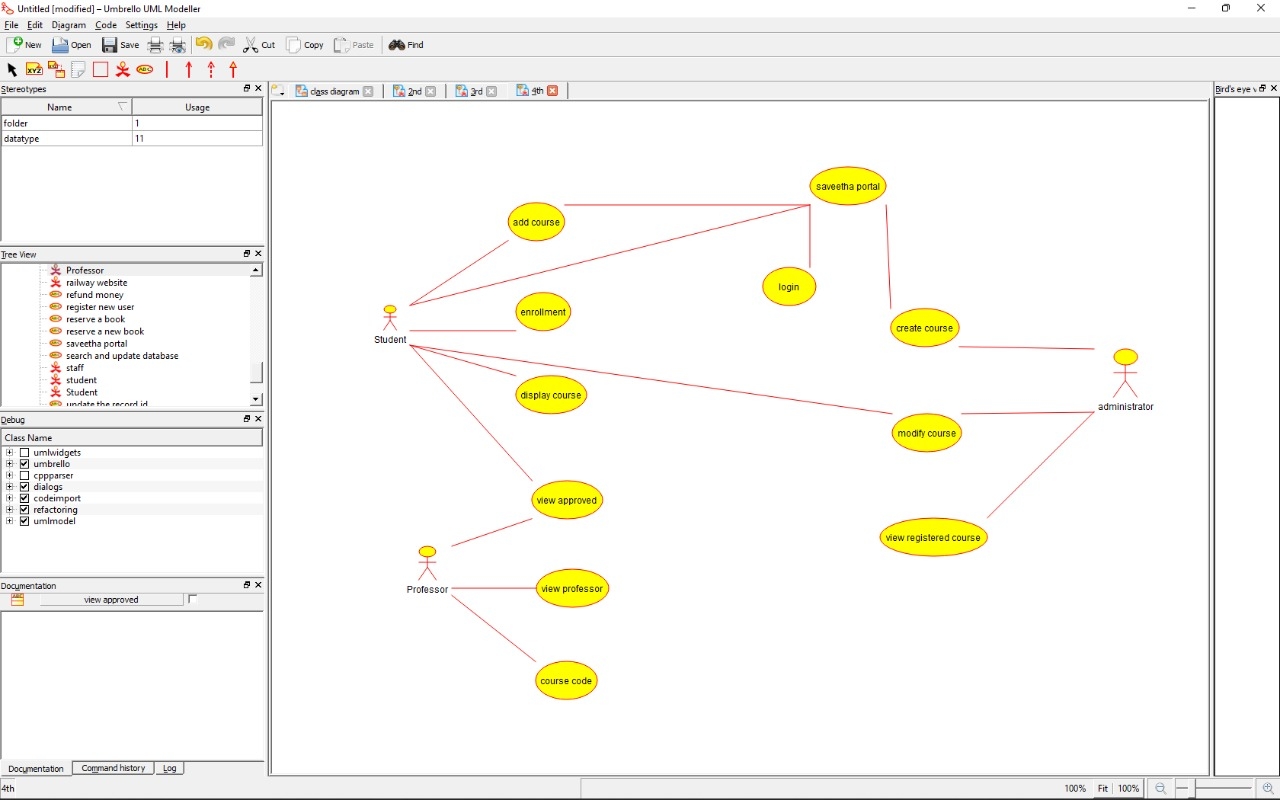 Untitled [modified] – Umbrello UML Modeller
File Edit Diagram Code Settings Help
New Open Save Cut Copy Paste Find
XYZ ABC
Stereotypes
Name Usage
folder 1
datatype 11
Tree View
Professor
railway website
refund money
register new user
reserve a book
reserve a new book
saveetha portal
search and update database
staff
student
Student
update the record id
Debug
Class Name
umlwidgets
umbrello
cppparser
dialogs
codeimport
refactoring
umlmodel
Documentation
view approved
Documentation Command history Log
4th
class diagram 2nd 3rd 4th
saveetha portal
add course
login
enrollment
Student
create course
display course
administrator
modify course
view approved
view registered course
Professor
view professor
course code
Bird's eye v
100% Fit 100%